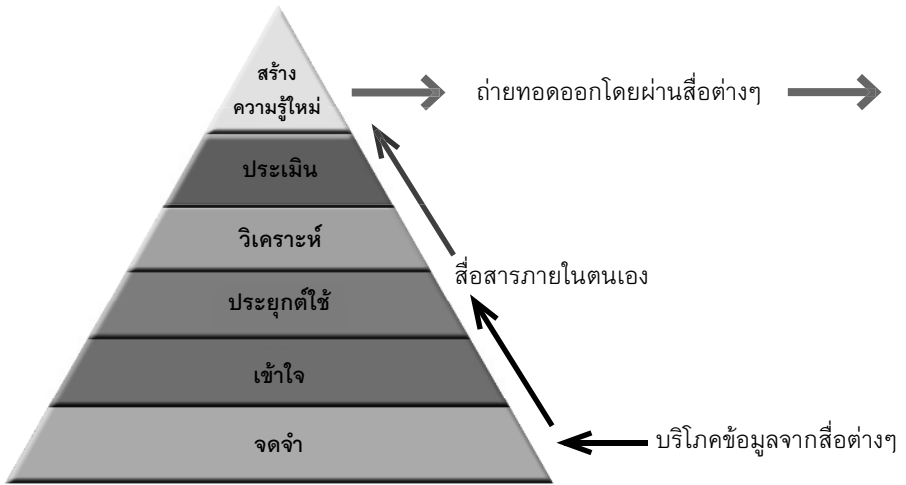 สร้าง
ความรู้ใหม่
ถ่ายทอดออกโดยผ่านสื่อต่างๆ
ประเมิน
วิเคราะห์
สื่อสารภายในตนเอง
ประยุกต์ใช้
เข้าใจ
จดจำ
บริโภคข้อมูลจากสื่อต่างๆ